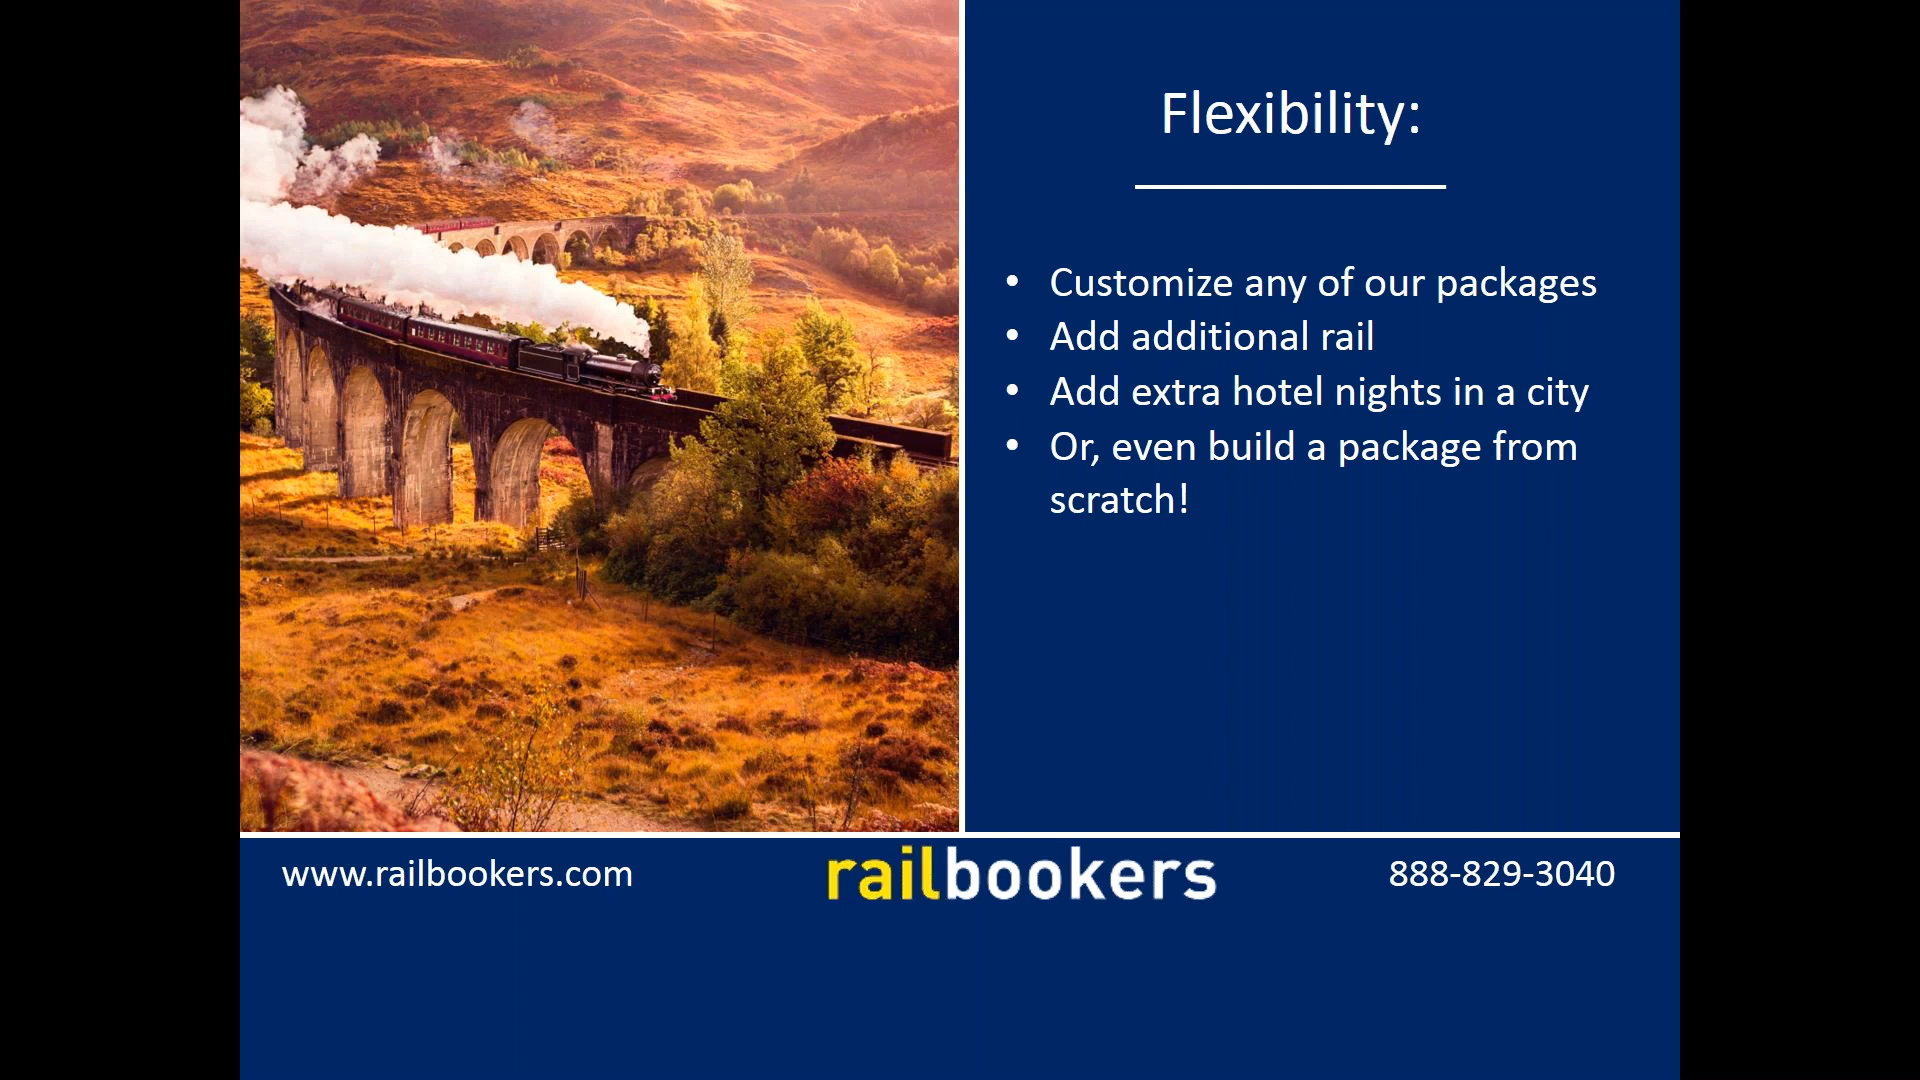 Flexibility:
• Customize any of our packages
• Add additional rail
• Add extra hotel nights in a city
• Or, even build a package from
scratch!
www.railbookers.com
railbookers
888-829-3040